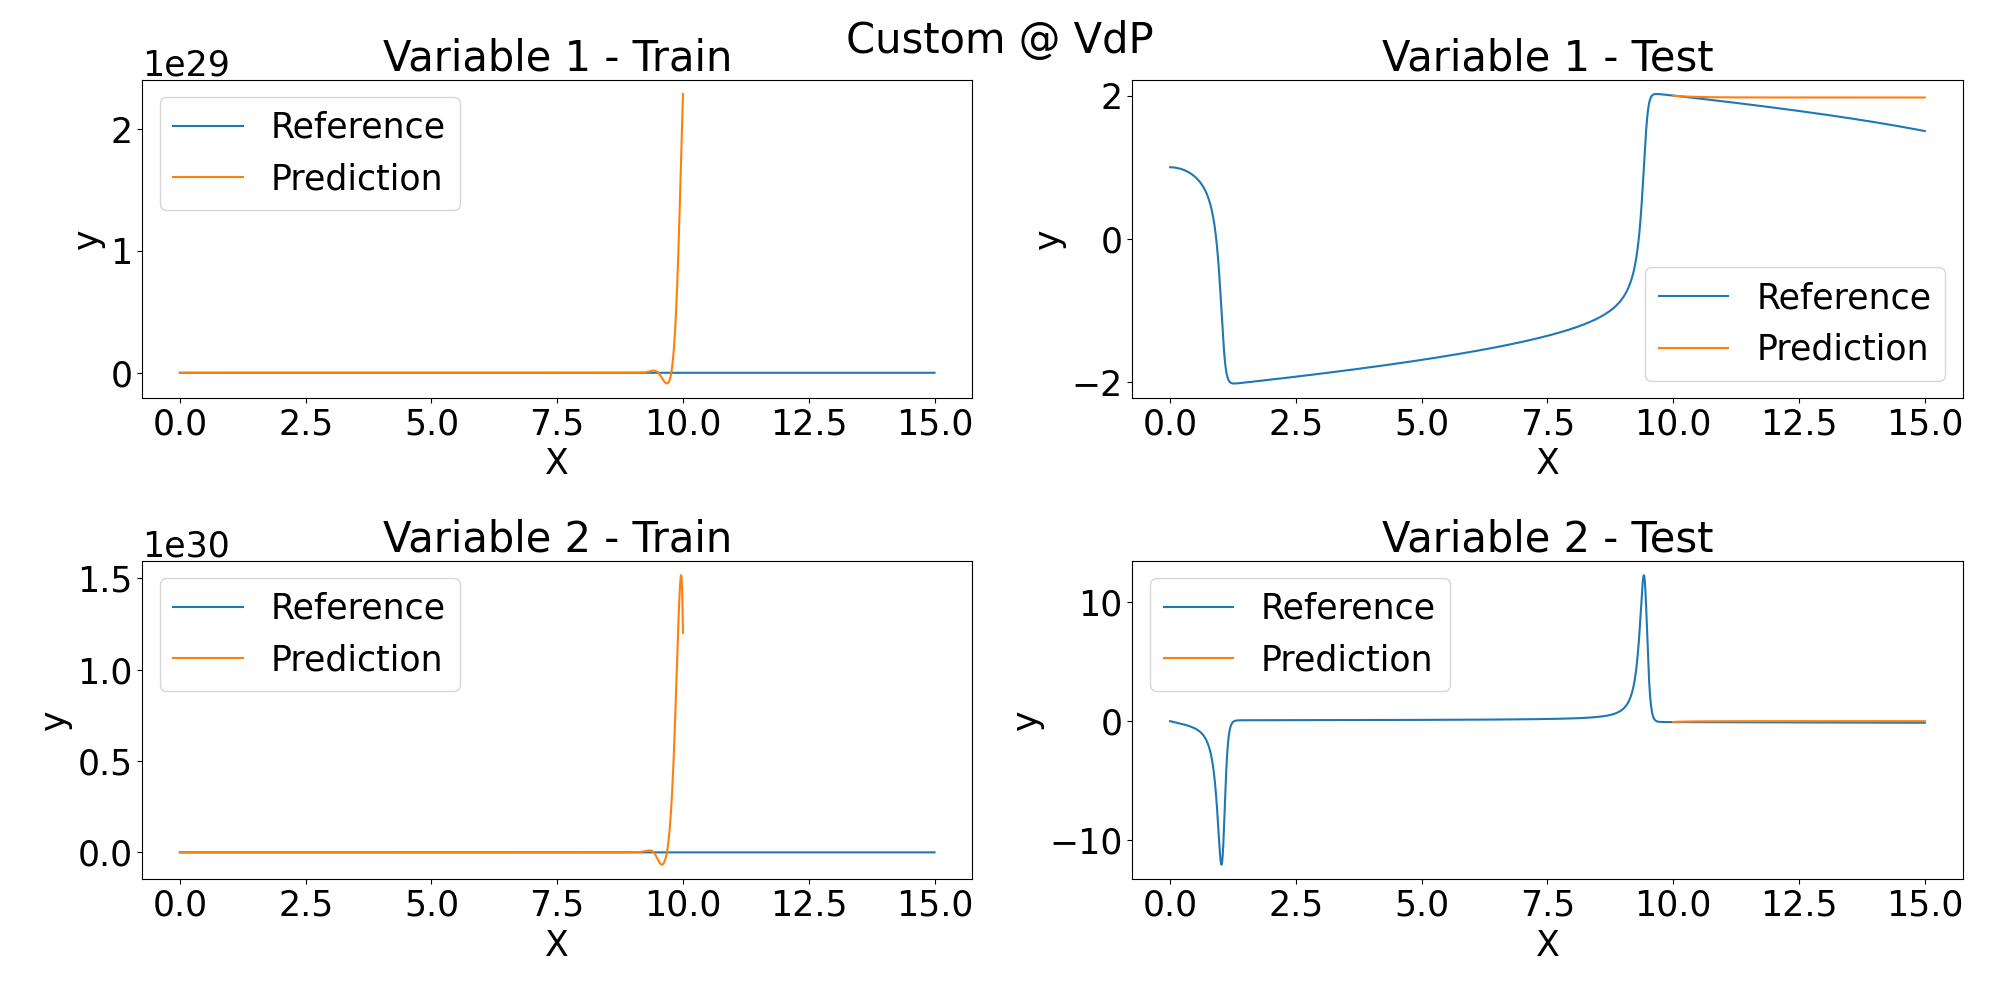 Custom @ VdP
Variable 1 - Train
1e29
Reference
Prediction
y
2
1
0
0.0 2.5 5.0 7.5 10.0 12.5 15.0
X
Variable 1 - Test
y
2
0
−2
Reference
Prediction
0.0 2.5 5.0 7.5 10.0 12.5 15.0
X
Variable 2 - Train
1e30
Reference
Prediction
y
1.5
1.0
0.5
0.0
0.0 2.5 5.0 7.5 10.0 12.5 15.0
X
Variable 2 - Test
Reference
Prediction
y
10
0
−10
0.0 2.5 5.0 7.5 10.0 12.5 15.0
X